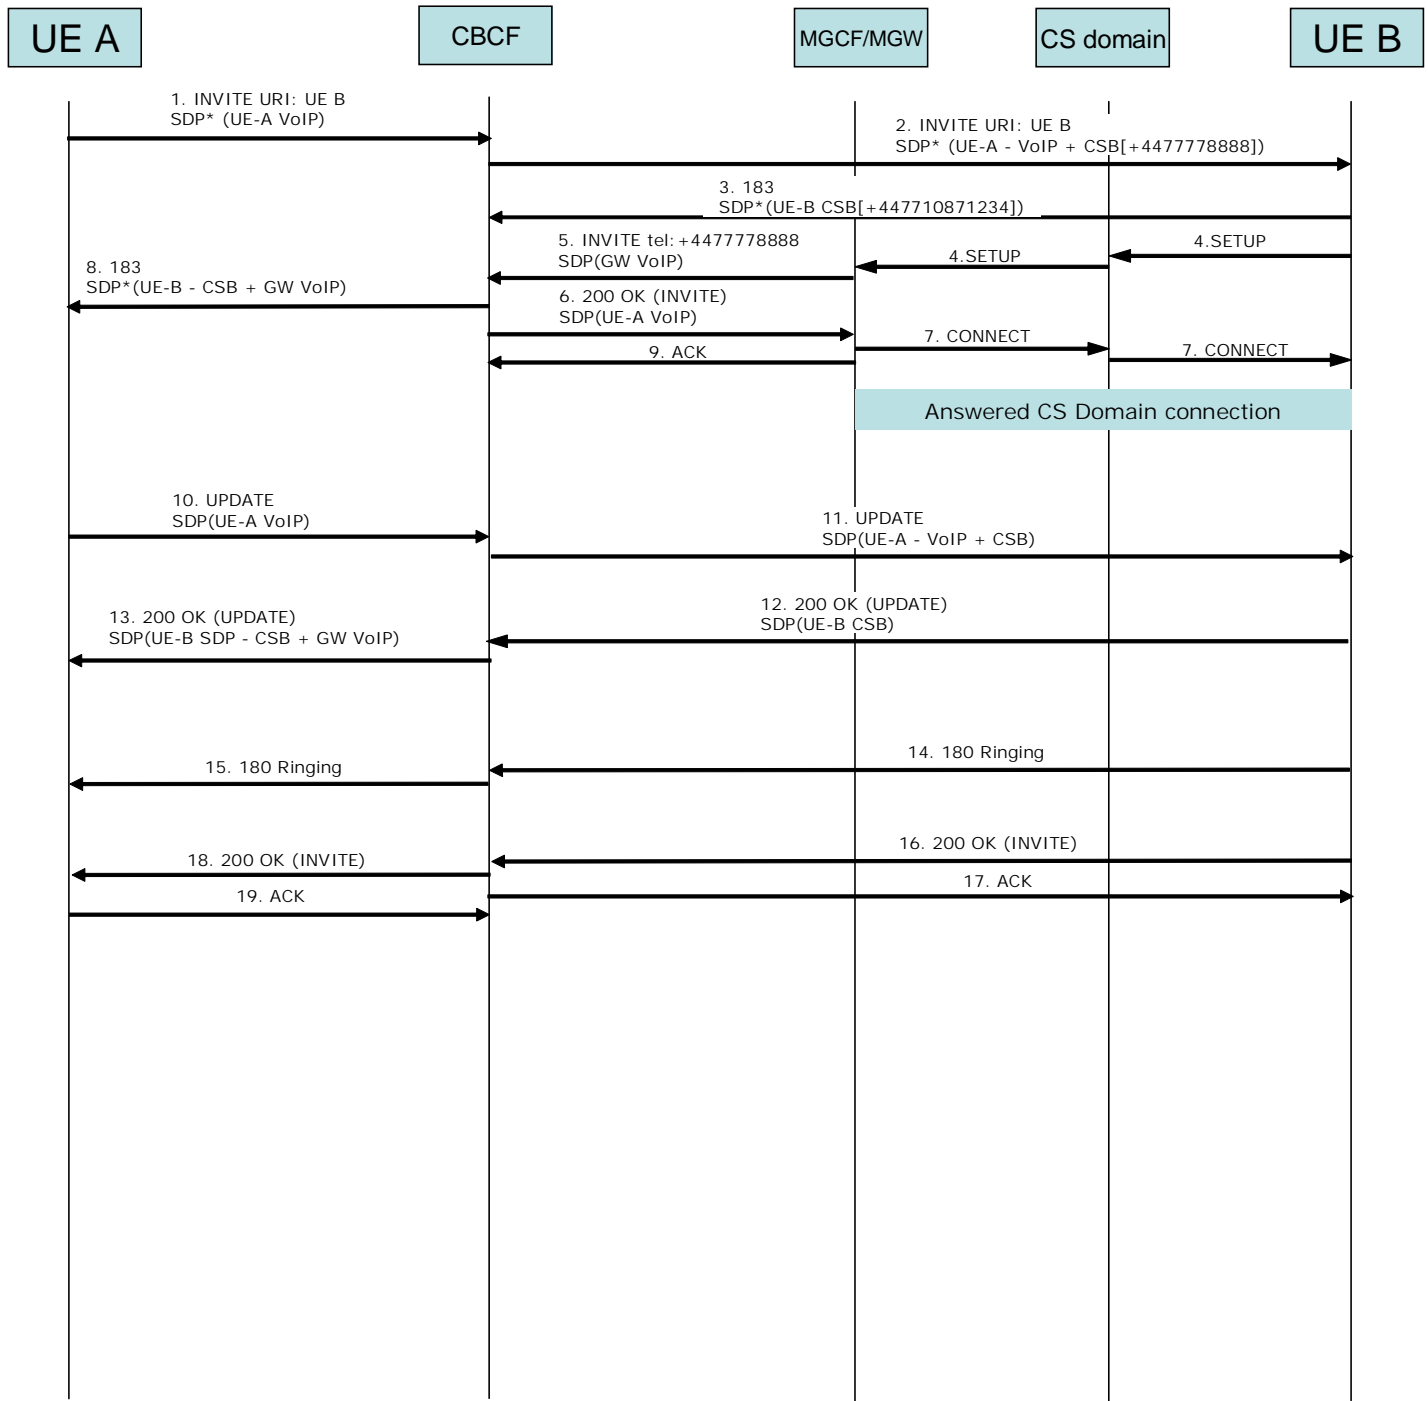 UE A
CBCF
MGCF/MGW
CS domain
UE B
1. INVITE URI: UE B
SDP* (UE-A VoIP)
2. INVITE URI: UE B
SDP* (UE-A - VoIP + CSB[+4477778888])
3. 183
SDP*(UE-B CSB[+447710871234])
4.SETUP
4.SETUP
5. INVITE tel:+4477778888
SDP(GW VoIP)
8. 183
SDP*(UE-B - CSB + GW VoIP)
6. 200 OK (INVITE)
SDP(UE-A VoIP)
7. CONNECT
7. CONNECT
9. ACK
Answered CS Domain connection
10. UPDATE
SDP(UE-A VoIP)
11. UPDATE
SDP(UE-A - VoIP + CSB)
12. 200 OK (UPDATE)
SDP(UE-B CSB)
13. 200 OK (UPDATE)
SDP(UE-B SDP - CSB + GW VoIP)
14. 180 Ringing
15. 180 Ringing
16. 200 OK (INVITE)
18. 200 OK (INVITE)
17. ACK
19. ACK